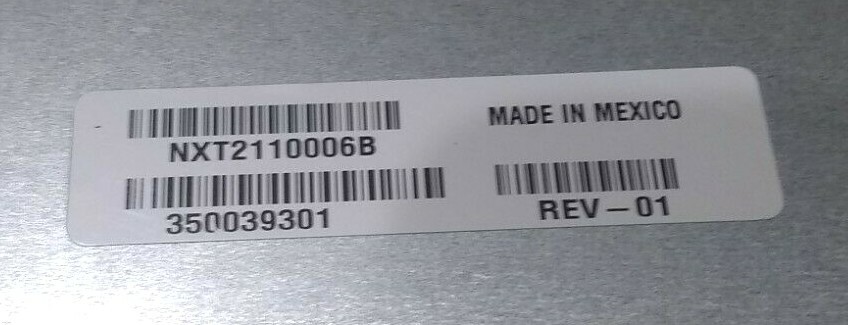 NXT2110006B
MADE IN MEXICO
350039301
REV-01